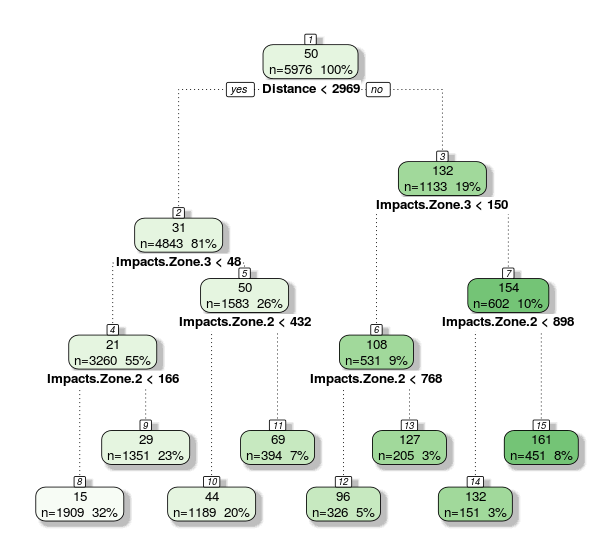 1
50
n=5976 100%
yes Distance < 2969 no
3
132
n=1133 19%
Impacts.Zone.3 < 150
2
31
n=4843 81%
Impacts.Zone.3 < 48
5
50
n=1583 26%
Impacts.Zone.2 < 432
7
154
n=602 10%
Impacts.Zone.2 < 898
4
21
n=3260 55%
Impacts.Zone.2 < 166
6
108
n=531 9%
Impacts.Zone.2 < 768
9
29
n=1351 23%
11
69
n=394 7%
13
127
n=205 3%
15
161
n=451 8%
8
15
n=1909 32%
10
44
n=1189 20%
12
96
n=326 5%
14
132
n=151 3%